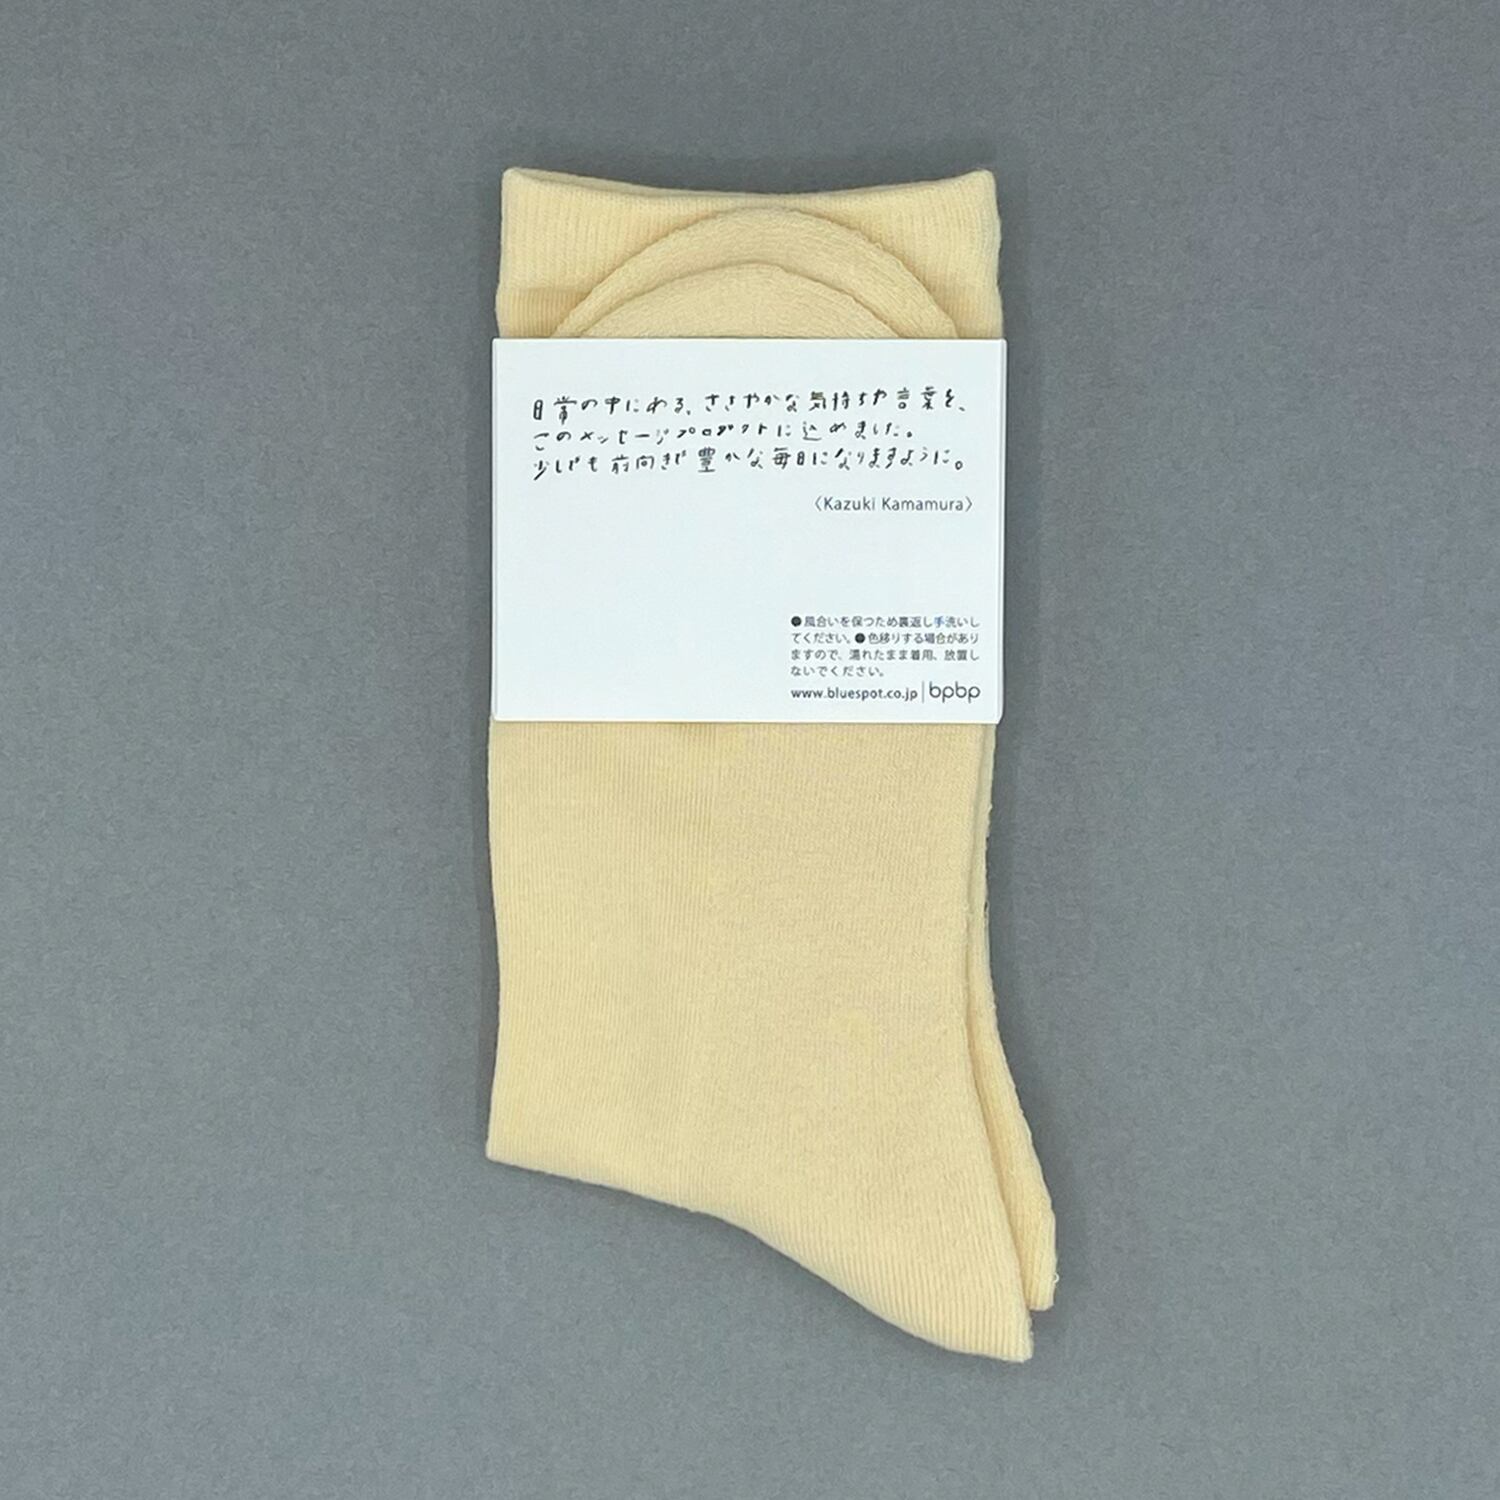 日常の中にある、ささやかな気持ちや言葉を、
このメッセージプロダクトに込めました。
少しでも前向きで豊かな毎日になりますように。
〈Kazuki Kamamura〉
●風合いを保つため裏返し手洗いし
てください。●色移りする場合があり
ますので、濡れたまま着用、放置し
ないでください。
www.bluespot.co.jp | bpbp